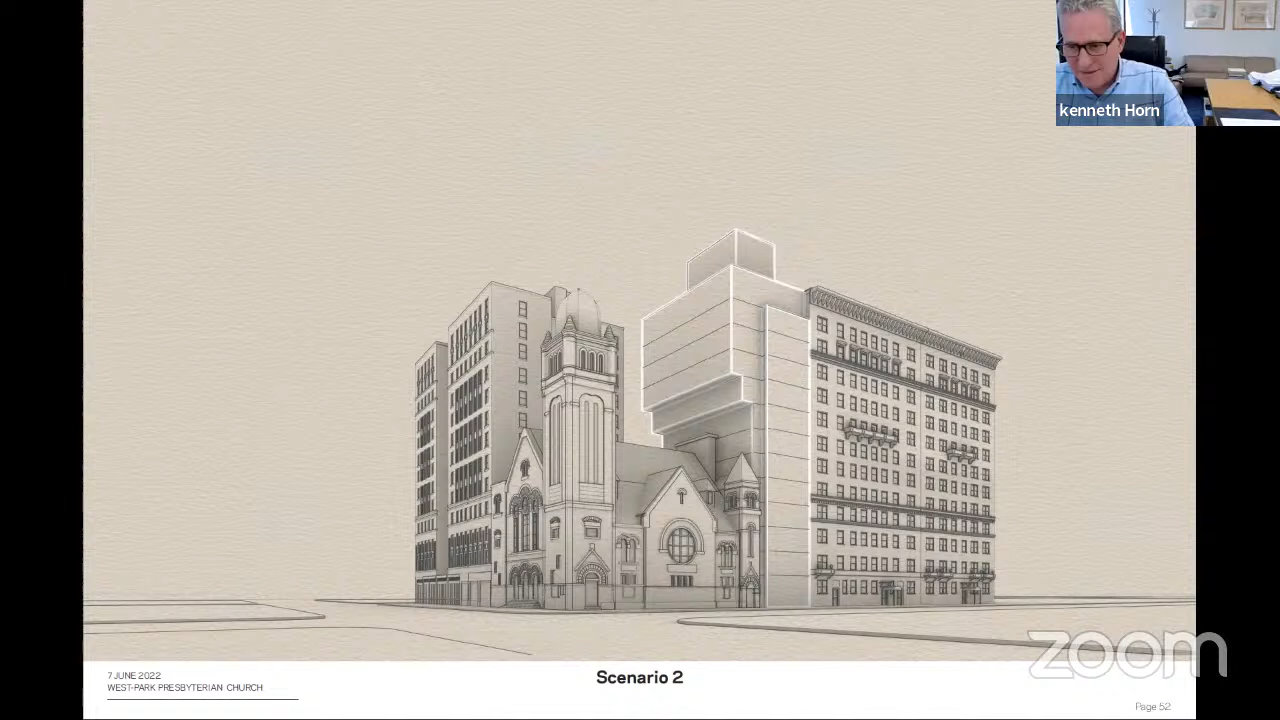 kenneth Horn
7 JUNE 2022
WEST-PARK PRESBYTERIAN CHURCH
Scenario 2
Page 52
zoom